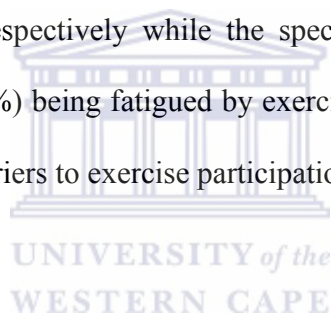 espectively while the spec
%) being fatigued by exerc
riers to exercise participatio
UNIVERSITY of the
WESTERN CAPE